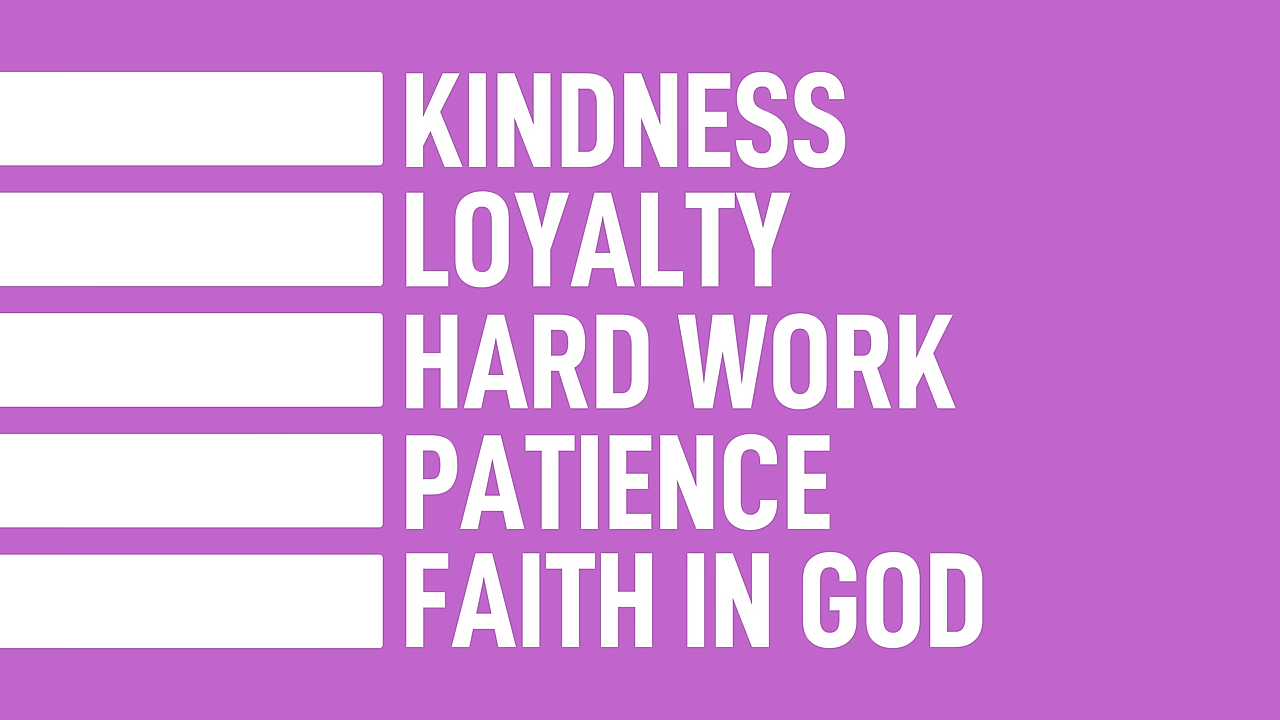 KINDNESS
LOYALTY
HARD WORK
PATIENCE
FAITH IN GOD